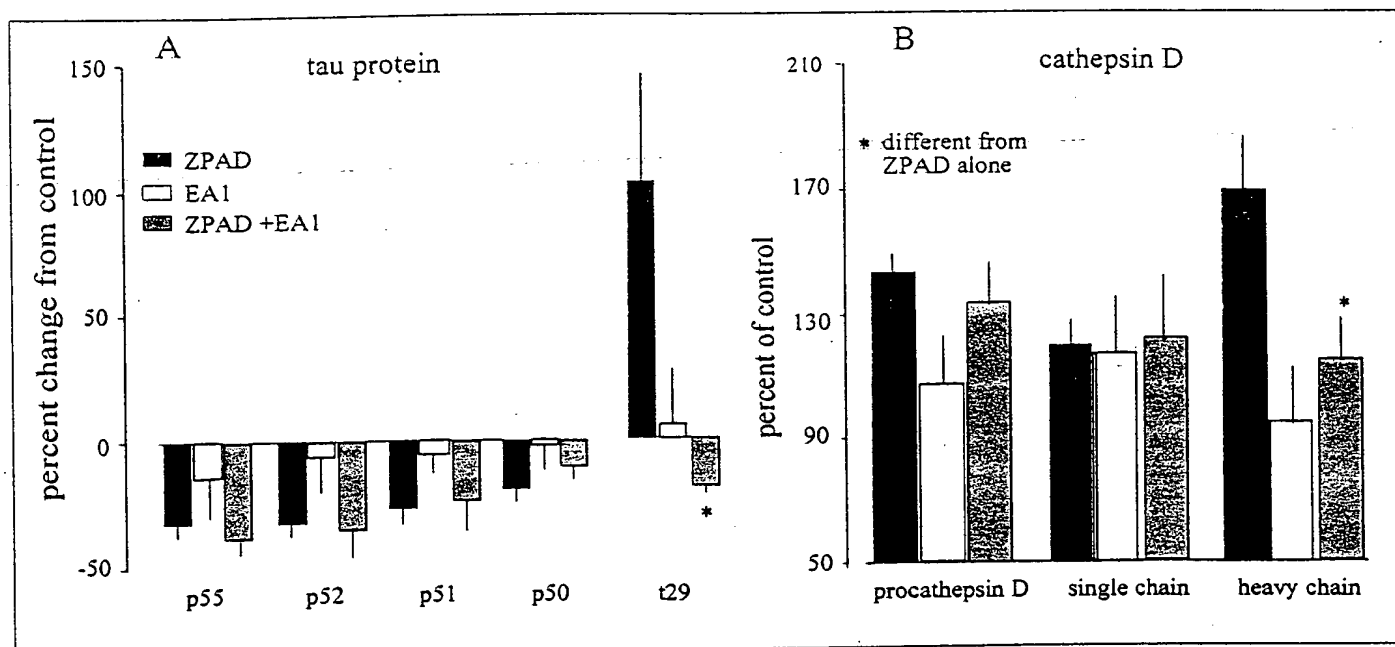 A
tau protein
percent change from control
150
100
50
0
-50
ZPAD
EA1
ZPAD +EA1
*
p55 p52 p51 p50 t29
B
cathepsin D
percent of control
210
170
130
90
50
* different from
ZPAD alone
*
procathepsin D single chain heavy chain